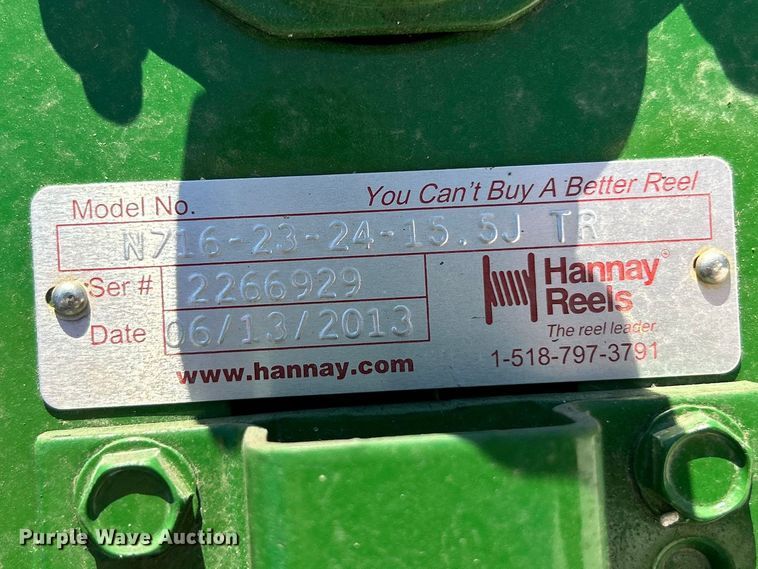 You Can't Buy A Better Reel
Model No.
N716-23-24-15.5J TR
Ser # 2266929
Date 06/13/2013
Hannay®
Reels
The reel leader.
www.hannay.com
1-518-797-3791
Purple Wave Auction